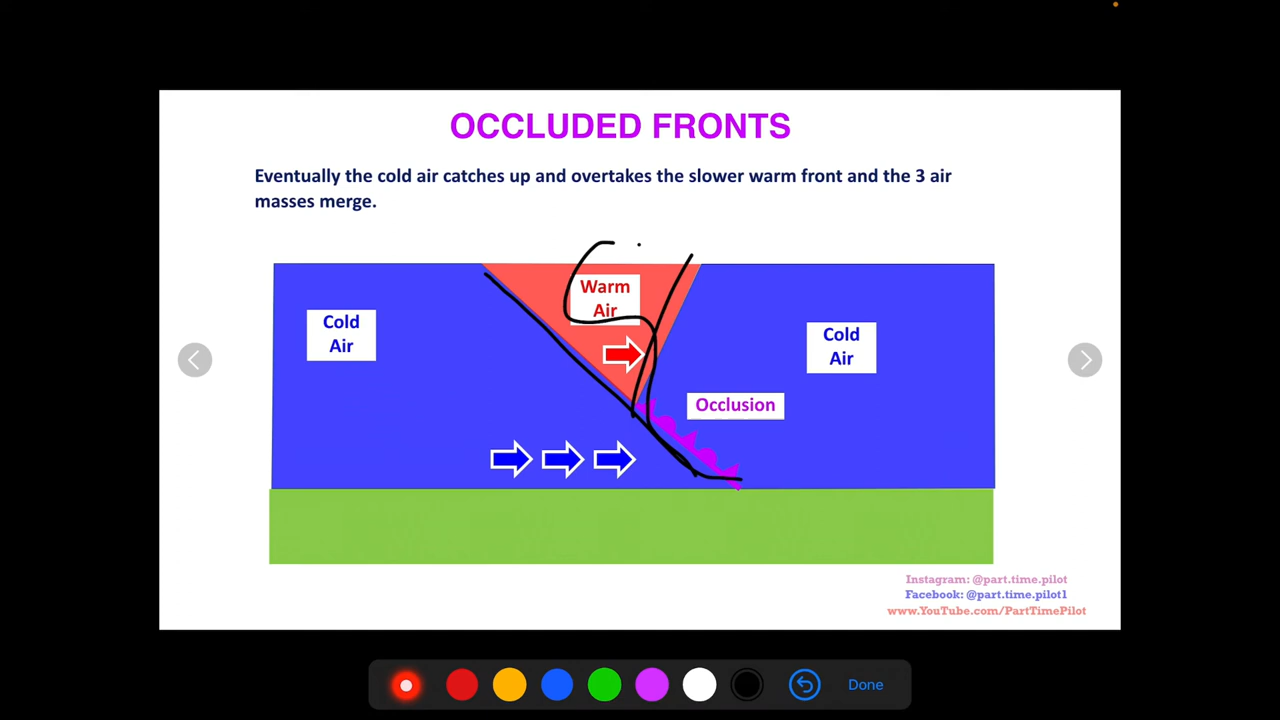 OCCLUDED FRONTS
Eventually the cold air catches up and overtakes the slower warm front and the 3 air
masses merge.
Warm
Air
Cold
Air
Cold
Air
Occlusion
Instagram: @part.time.pilot
Facebook: @part.time.pilot1
www.YouTube.com/PartTimePilot
Done